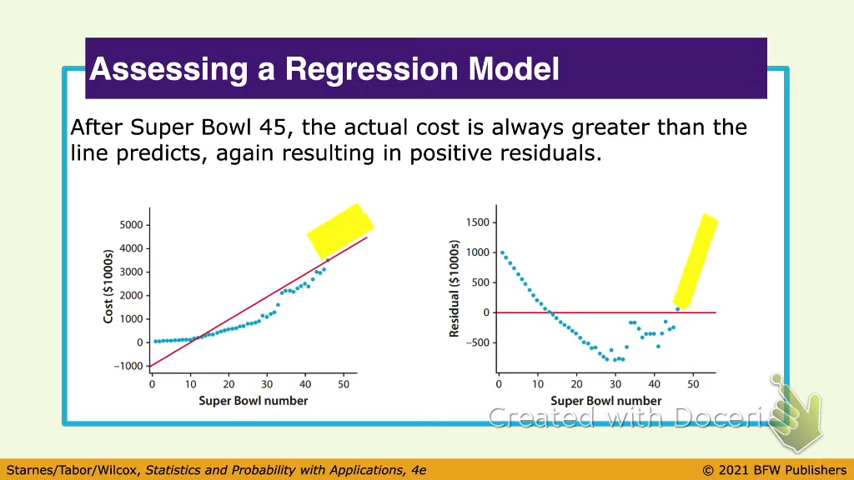 Assessing a Regression Model
After Super Bowl 45, the actual cost is always greater than the
line predicts, again resulting in positive residuals.
Cost ($1000s)
5000
4000
3000
2000
1000
0
−1000
0 10 20 30 40 50
Super Bowl number
Residual ($1000s)
1500
1000
500
0
−500
0 10 20 30 40 50
Super Bowl number
Created with Doceri
Starnes/Tabor/Wilcox, Statistics and Probability with Applications, 4e
© 2021 BFW Publishers